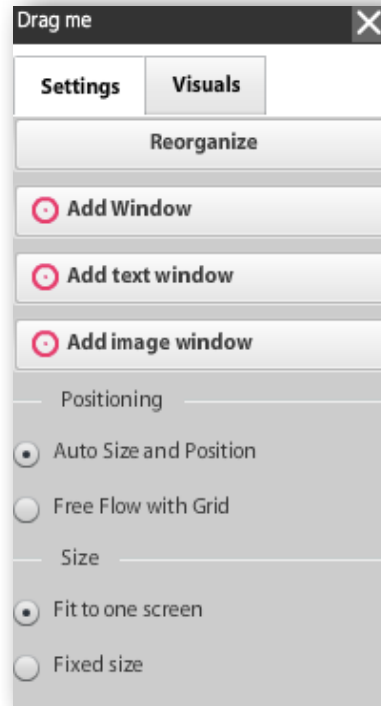 Drag me
Settings Visuals
Reorganize
Add Window
Add text window
Add image window
Positioning
Auto Size and Position
Free Flow with Grid
Size
Fit to one screen
Fixed size